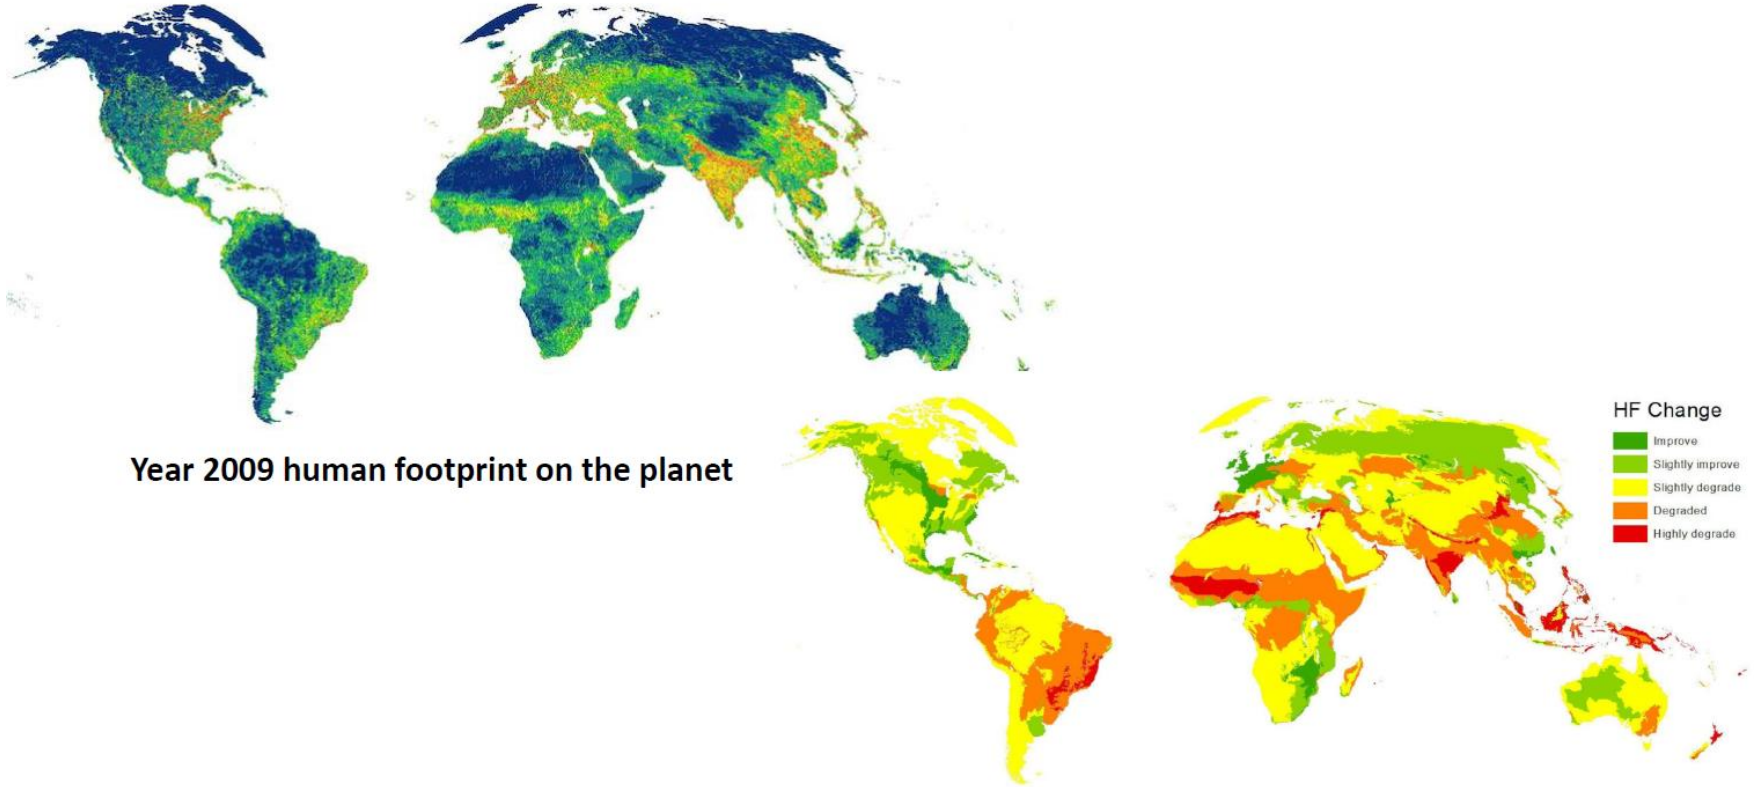 Year 2009 human footprint on the planet
HF Change
Improve
Slightly improve
Slightly degrade
Degraded
Highly degrade